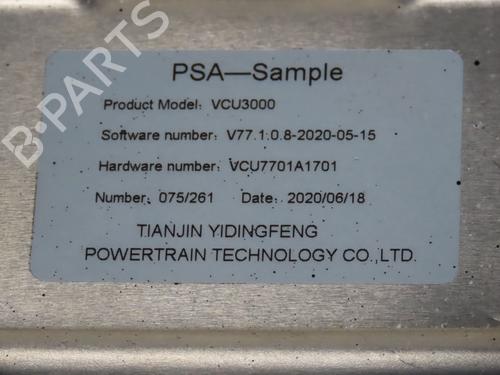 PSA—Sample
Product Model: VCU3000
Software number: V77.1.0.8-2020-05-15
Hardware number: VCU7701A1701
Number: 075/261 Date: 2020/06/18
TIANJIN YIDINGFENG
POWERTRAIN TECHNOLOGY CO.,LTD.